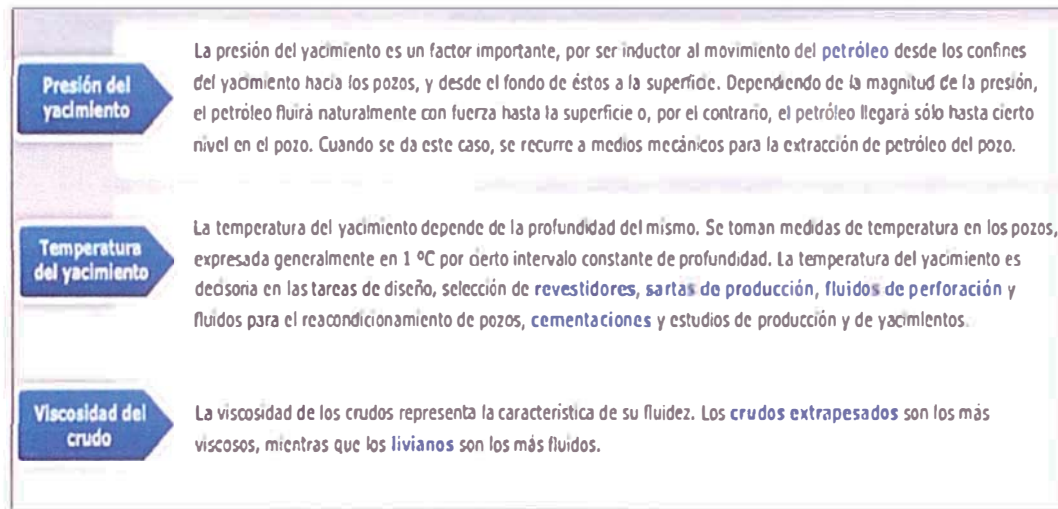 Presión del
yacimiento
La presión del yacimiento es un factor importante, por ser inductor al movimiento del petróleo desde los confines
del yacimiento hacia los pozos, y desde el fondo de éstos a la superficie. Dependiendo de la magnitud de la presión,
el petróleo fluirá naturalmente con fuerza hasta la superficie o, por el contrario, el petróleo llegará sólo hasta cierto
nivel en el pozo. Cuando se da este caso, se recurre a medios mecánicos para la extracción de petróleo del pozo.
Temperatura
del yacimiento
La temperatura del yacimiento depende de la profundidad del mismo. Se toman medidas de temperatura en los pozos,
expresada generalmente en 1 ºC por cierto intervalo constante de profundidad. La temperatura del yacimiento es
decisoria en las tareas de diseño, selección de revestidores, sartas de producción, fluidos de perforación y
fluidos para el reacondicionamiento de pozos, cementaciones y estudios de producción y de yacimientos.
Viscosidad del
crudo
La viscosidad de los crudos representa la característica de su fluidez. Los crudos extrapesados son los más
viscosos, mientras que los livianos son los más fluidos.